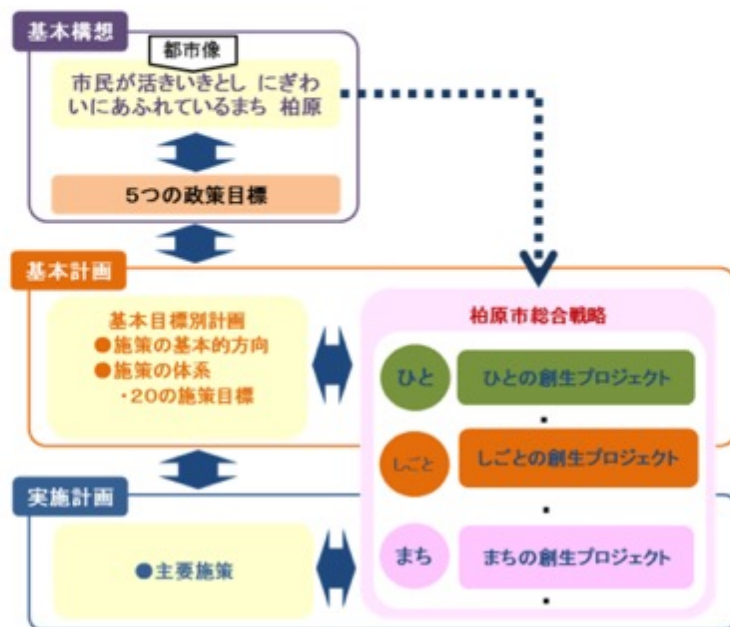 基本構想
都市像
市民が活きいきとし にぎわ
いにあふれているまち 柏原
5つの政策目標
基本計画
基本目標別計画
●施策の基本的方向
●施策の体系
・20の施策目標
柏原市総合戦略
ひと
ひとの創生プロジェクト
・
しごと
しごとの創生プロジェクト
・
まち
まちの創生プロジェクト
・
実施計画
●主要施策